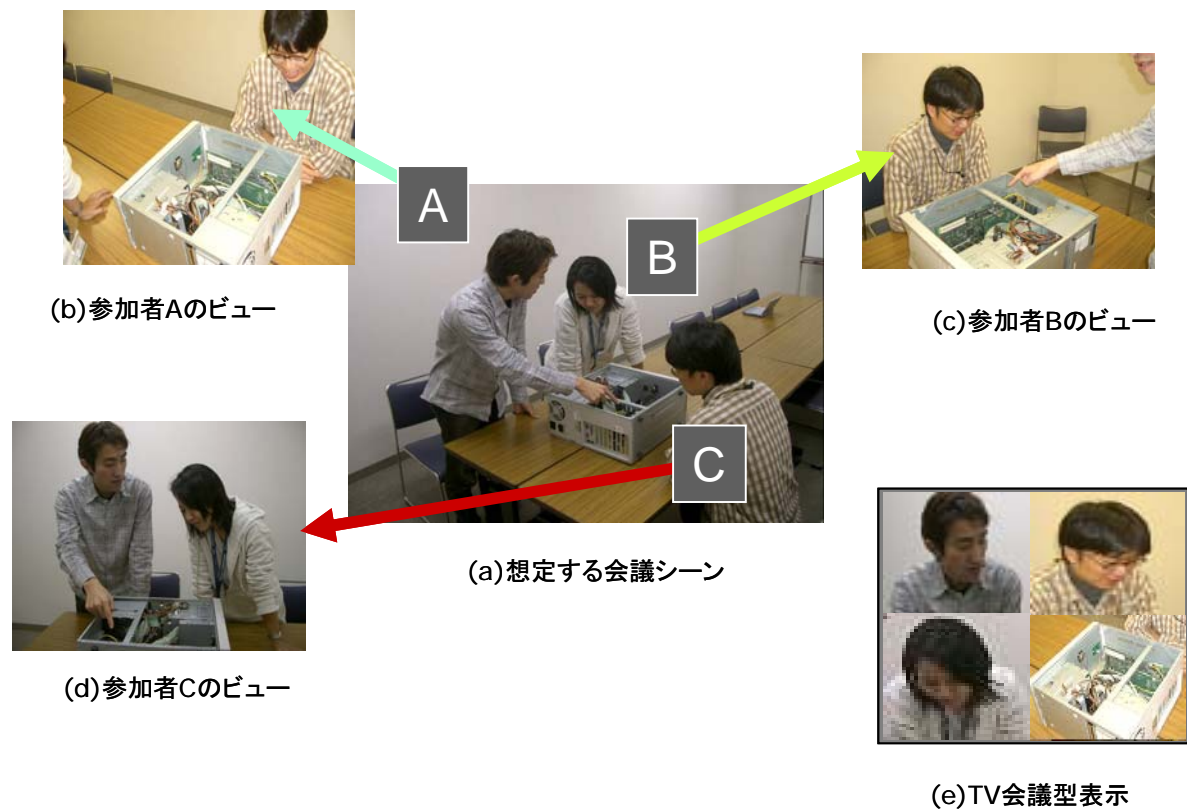 A
B
(b)参加者Aのビュー
(c)参加者Bのビュー
C
(a)想定する会議シーン
(d)参加者Cのビュー
(e)TV会議型表示